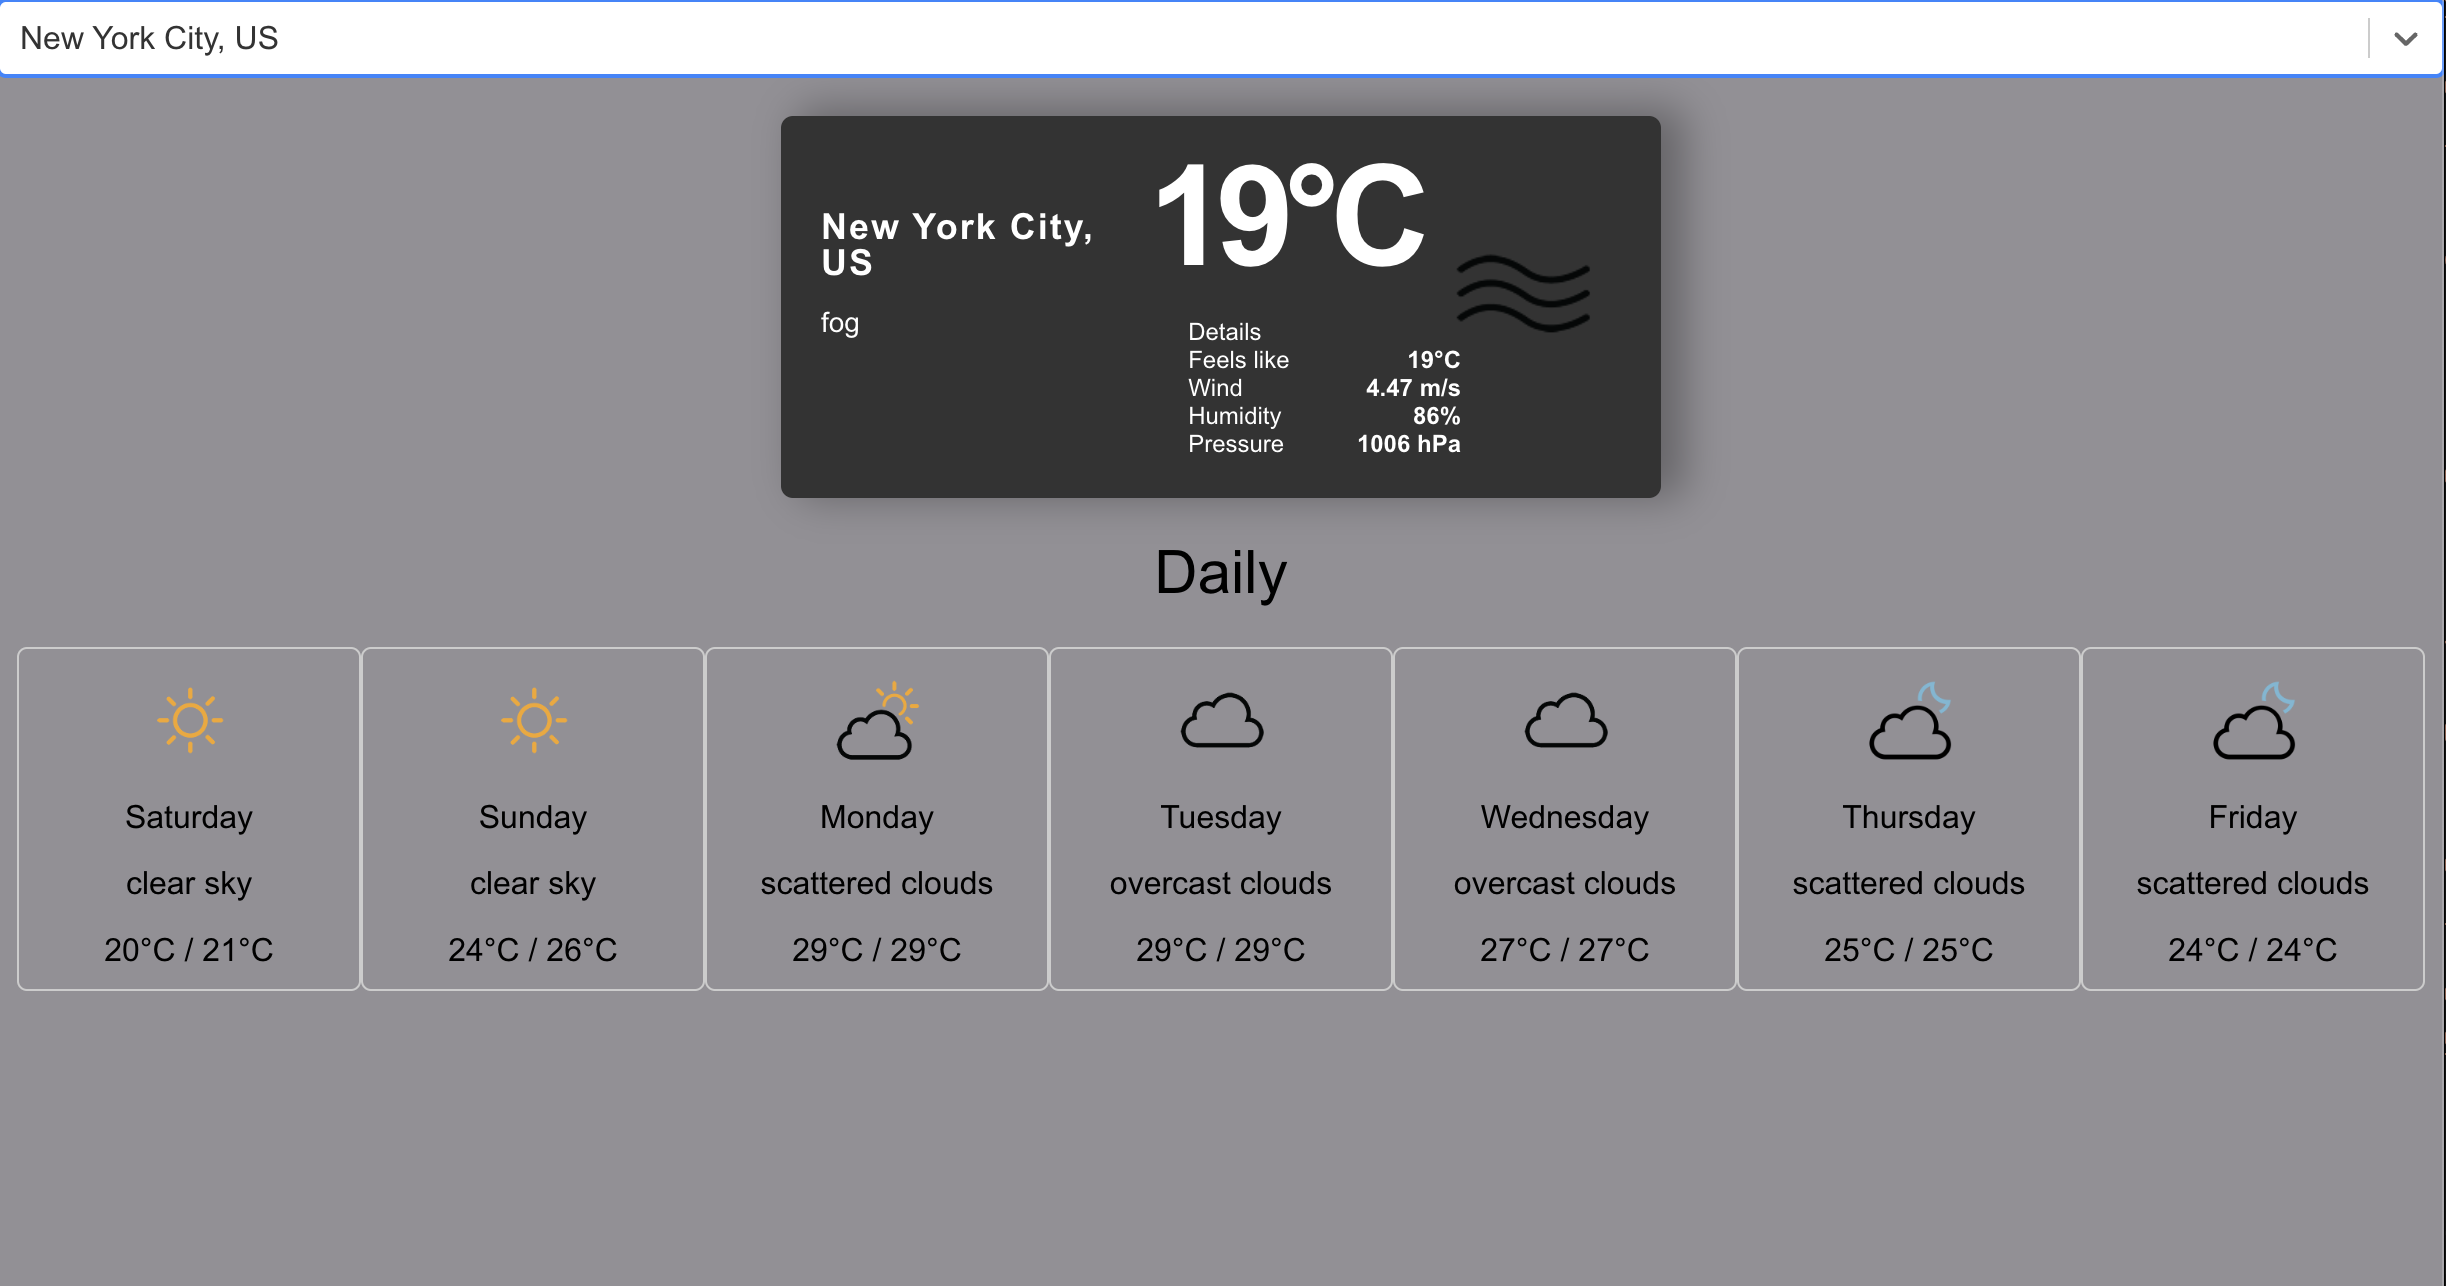 New York City, US
New York City,
US
fog
19°C
Details
Feels like 19°C
Wind 4.47 m/s
Humidity 86%
Pressure 1006 hPa
Daily
Saturday
clear sky
20°C / 21°C
Sunday
clear sky
24°C / 26°C
Monday
scattered clouds
29°C / 29°C
Tuesday
overcast clouds
29°C / 29°C
Wednesday
overcast clouds
27°C / 27°C
Thursday
scattered clouds
25°C / 25°C
Friday
scattered clouds
24°C / 24°C